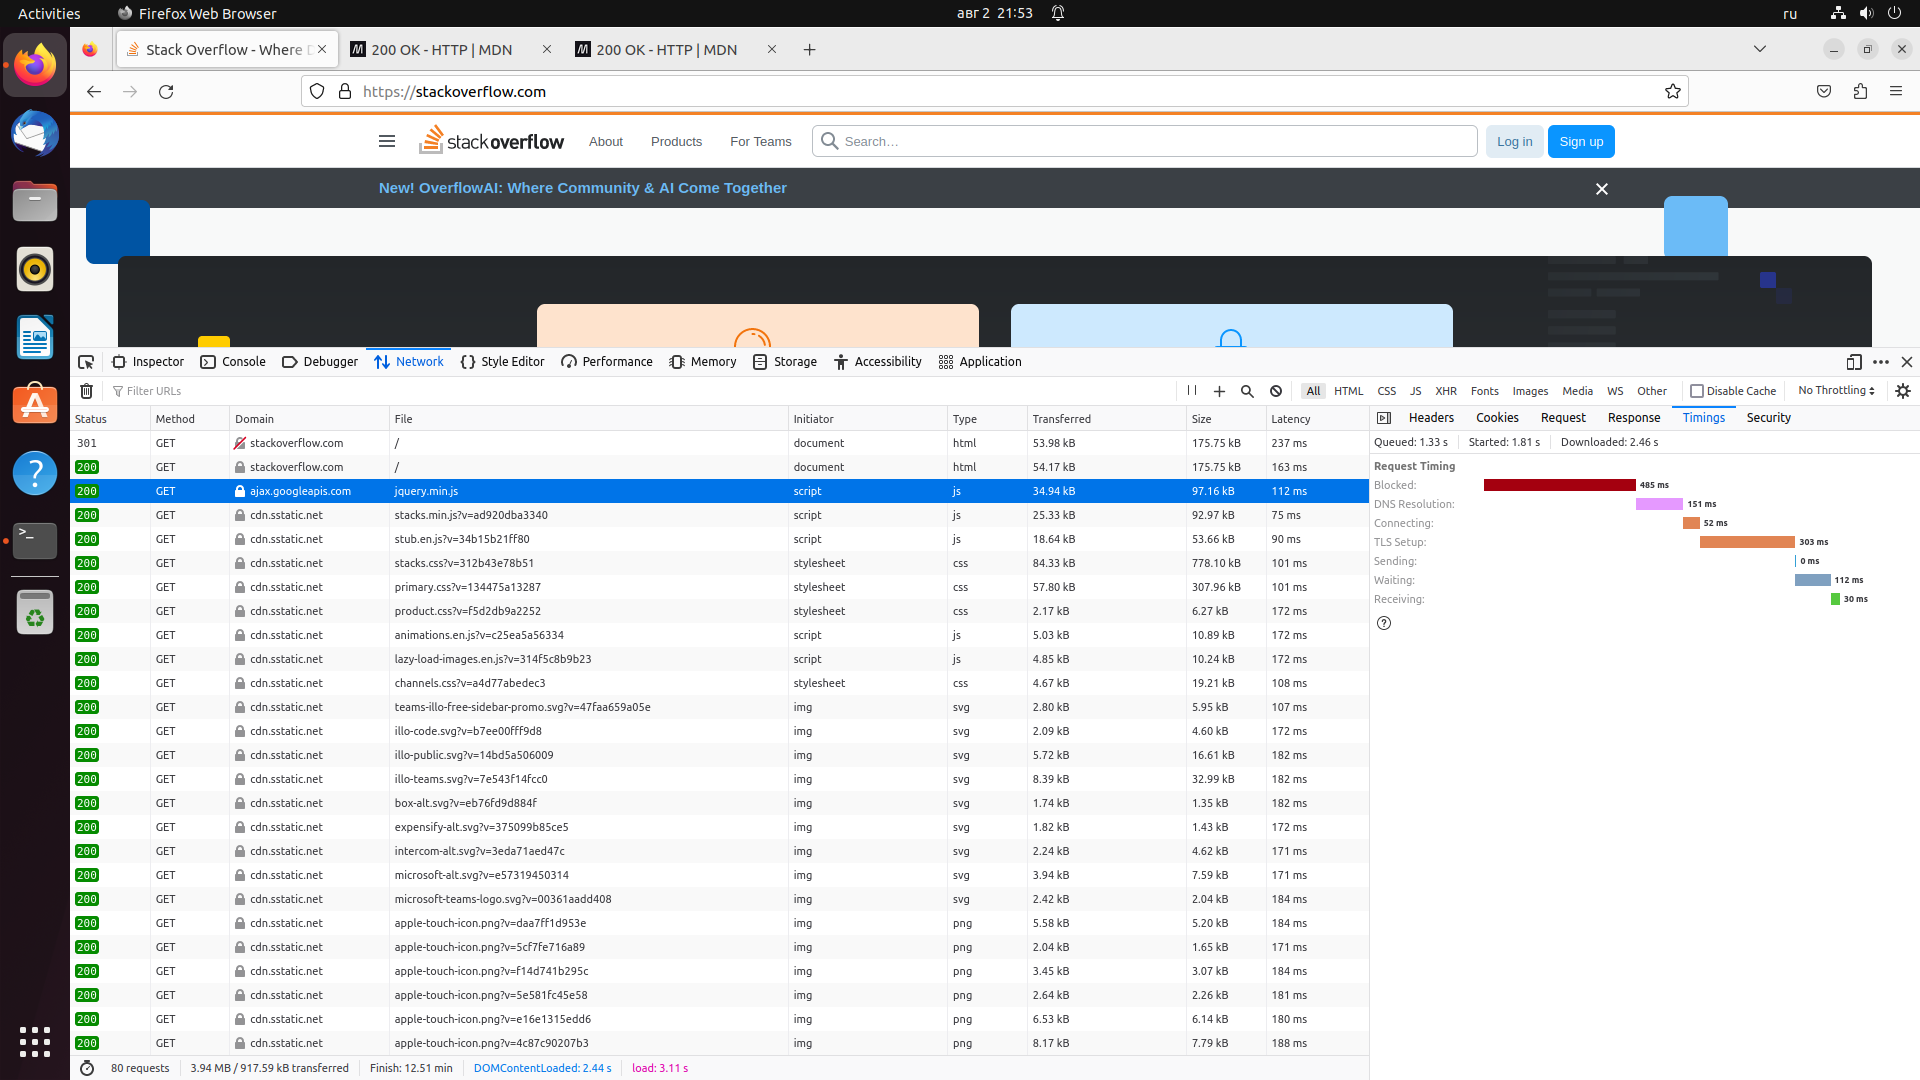 Activities Firefox Web Browser авг 2 21:53 ru
Stack Overflow - Where D 200 OK - HTTP | MDN 200 OK - HTTP | MDN
https://stackoverflow.com
stackoverflow About Products For Teams Search… Log in Sign up
New! OverflowAI: Where Community & AI Come Together
Inspector Console Debugger Network Style Editor Performance Memory Storage Accessibility Application
Filter URLs All HTML CSS JS XHR Fonts Images Media WS Other Disable Cache No Throttling
Status Method Domain File Initiator Type Transferred Size Latency
301 GET stackoverflow.com / document html 53.98 kB 175.75 kB 237 ms
200 GET stackoverflow.com / document html 54.17 kB 175.75 kB 163 ms
200 GET ajax.googleapis.com jquery.min.js script js 34.94 kB 97.16 kB 112 ms
200 GET cdn.sstatic.net stacks.min.js?v=ad920dba3340 script js 25.33 kB 92.97 kB 75 ms
200 GET cdn.sstatic.net stub.en.js?v=34b15b21ff80 script js 18.64 kB 53.66 kB 90 ms
200 GET cdn.sstatic.net stacks.css?v=312b43e78b51 stylesheet css 84.33 kB 778.10 kB 101 ms
200 GET cdn.sstatic.net primary.css?v=134475a13287 stylesheet css 57.80 kB 307.96 kB 101 ms
200 GET cdn.sstatic.net product.css?v=f5d2db9a2252 stylesheet css 2.17 kB 6.27 kB 172 ms
200 GET cdn.sstatic.net animations.en.js?v=c25ea5a56334 script js 5.03 kB 10.89 kB 172 ms
200 GET cdn.sstatic.net lazy-load-images.en.js?v=314f5c8b9b23 script js 4.85 kB 10.24 kB 172 ms
200 GET cdn.sstatic.net channels.css?v=a4d77abedec3 stylesheet css 4.67 kB 19.21 kB 108 ms
200 GET cdn.sstatic.net teams-illo-free-sidebar-promo.svg?v=47faa659a05e img svg 2.80 kB 5.95 kB 107 ms
200 GET cdn.sstatic.net illo-code.svg?v=b7ee00fff9d8 img svg 2.09 kB 4.60 kB 172 ms
200 GET cdn.sstatic.net illo-public.svg?v=14bd5a506009 img svg 5.72 kB 16.61 kB 182 ms
200 GET cdn.sstatic.net illo-teams.svg?v=7e543f14fcc0 img svg 8.39 kB 32.99 kB 182 ms
200 GET cdn.sstatic.net box-alt.svg?v=eb76fd9d884f img svg 1.74 kB 1.35 kB 182 ms
200 GET cdn.sstatic.net expensify-alt.svg?v=375099b85ce5 img svg 1.82 kB 1.43 kB 172 ms
200 GET cdn.sstatic.net intercom-alt.svg?v=3eda71aed47c img svg 2.24 kB 4.62 kB 171 ms
200 GET cdn.sstatic.net microsoft-alt.svg?v=e57319450314 img svg 3.94 kB 7.59 kB 171 ms
200 GET cdn.sstatic.net microsoft-teams-logo.svg?v=00361aadd408 img svg 2.42 kB 2.04 kB 184 ms
200 GET cdn.sstatic.net apple-touch-icon.png?v=daa7ff1d953e img png 5.58 kB 5.20 kB 184 ms
200 GET cdn.sstatic.net apple-touch-icon.png?v=5cf7fe716a89 img png 2.04 kB 1.65 kB 171 ms
200 GET cdn.sstatic.net apple-touch-icon.png?v=f14d741b295c img png 3.45 kB 3.07 kB 184 ms
200 GET cdn.sstatic.net apple-touch-icon.png?v=5e581fc45e58 img png 2.64 kB 2.26 kB 181 ms
200 GET cdn.sstatic.net apple-touch-icon.png?v=e16e1315edd6 img png 6.53 kB 6.14 kB 180 ms
200 GET cdn.sstatic.net apple-touch-icon.png?v=4c87c90207b3 img png 8.17 kB 7.79 kB 188 ms
80 requests 3.94 MB / 917.59 kB transferred Finish: 12.51 min DOMContentLoaded: 2.44 s load: 3.11 s
Headers Cookies Request Response Timings Security
Queued: 1.33 s Started: 1.81 s Downloaded: 2.46 s
Request Timing
Blocked: 485 ms
DNS Resolution: 151 ms
Connecting: 52 ms
TLS Setup: 303 ms
Sending: 0 ms
Waiting: 112 ms
Receiving: 30 ms